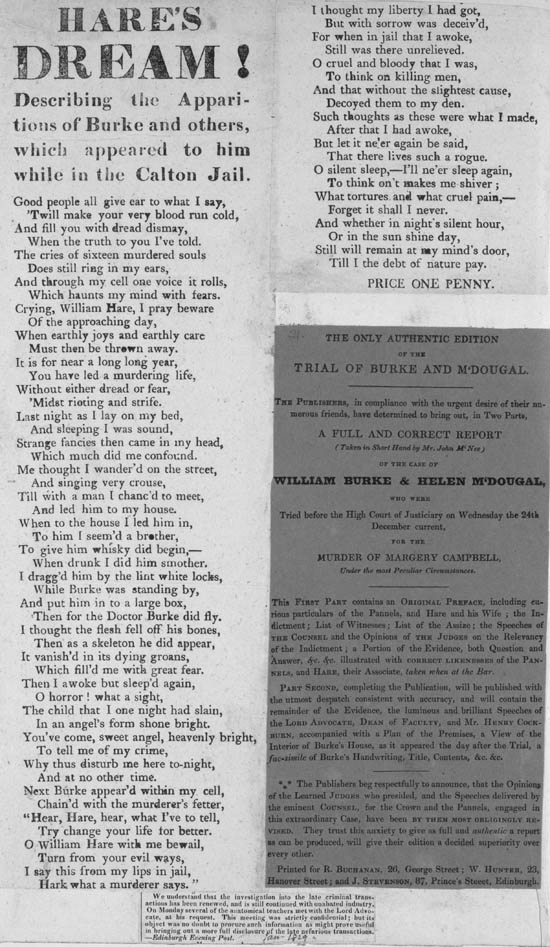 HARE'S
DREAM!
Describing the Appari-
tions of Burke and others,
which appeared to him
while in the Calton Jail.
Good people all give ear to what I say,
'Twill make your very blood run cold,
And fill you with dread dismay,
When the truth to you I've told.
The cries of sixteen murdered souls
Does still ring in my ears,
And through my cell one voice it rolls,
Which haunts my mind with fears.
Crying, William Hare, I pray beware
Of the approaching day,
When earthly joys and earthly care
Must then be thrown away.
It is for near a long long year,
You have led a murdering life,
Without either dread or fear,
'Midst rioting and strife.
Last night as I lay on my bed,
And sleeping I was sound,
Strange fancies then came in my head,
Which much did me confound.
Me thought I wander'd on the street,
And singing very crouse,
Till with a man I chanc'd to meet,
And led him to my house.
When to the house I led him in,
To him I seem'd a brother,
To give him whisky did begin,—
When drunk I did him smother.
I dragg'd him by the lint white locks,
While Burke was standing by,
And put him in to a large box,
Then for the Doctor Burke did fly.
I thought the flesh fell off his bones,
Then as a skeleton he did appear,
It vanish'd in its dying groans,
Which fill'd me with great fear.
Then I awoke but sleep'd again,
O horror! what a sight,
The child that I one night had slain,
In an angel's form shone bright.
You've come, sweet angel, heavenly bright,
To tell me of my crime,
Why thus disturb me here to-night,
And at no other time.
Next Burke appear'd within my cell,
Chain'd with the murderer's fetter,
"Hear, Hare, hear, what I've to tell,
Try change your life for better.
O William Hare with me bewail,
Turn from your evil ways,
I say this from my lips in jail,
Hark what a murderer says."
I thought my liberty I had got,
But with sorrow was deceiv'd,
For when in jail that I awoke,
Still was there unrelieved.
O cruel and bloody that I was,
To think on killing men,
And that without the slightest cause,
Decoyed them to my den.
Such thoughts as these were what I made,
After that I had awoke,
But let it ne'er again be said,
That there lives such a rogue.
O silent sleep,—I'll ne'er sleep again,
To think on't makes me shiver;
What tortures and what cruel pain,—
Forget it shall I never.
And whether in night's silent hour,
Or in the sun shine day,
Still will remain at my mind's door,
Till I the debt of nature pay.
PRICE ONE PENNY.
THE ONLY AUTHENTIC EDITION
OF THE
TRIAL OF BURKE AND M'DOUGAL.
THE PUBLISHERS, in compliance with the urgent desire of their nu-
merous friends, have determined to bring out, in Two Parts,
A FULL AND CORRECT REPORT
(Taken in Short Hand by Mr. John M'Nee)
OF THE CASE OF
WILLIAM BURKE & HELEN M'DOUGAL,
WHO WERE
Tried before the High Court of Justiciary on Wednesday the 24th
December current,
FOR THE
MURDER OF MARGERY CAMPBELL,
Under the most Peculiar Circumstances.
This FIRST PART contains an ORIGINAL PREFACE, including cu-
rious particulars of the Pannels, and Hare and his Wife; the In-
dictment; List of Witnesses; List of the Assize; the Speeches of
THE COUNSEL and the Opinions of THE JUDGES on the Relevancy
of the Indictment; a Portion of the Evidence, both Question and
Answer, &c. &c. illustrated with CORRECT LIKENESSES of the PAN-
NELS, and HARE, their Associate, taken when at the Bar.
PART SECOND, completing the Publication, will be published with
the utmost despatch consistent with accuracy, and will contain the
remainder of the Evidence, the luminous and brilliant Speeches of
the LORD ADVOCATE, DEAN OF FACULTY, and MR. HENRY COCK-
BURN, accompanied with a Plan of the Premises, a View of the
Interior of Burke's House, as it appeared the day after the Trial, a
fac-simile of Burke's Handwriting, Title, Contents, &c. &c.
*** The Publishers beg respectfully to announce, that the Opinions
of the Learned JUDGES who presided, and the Speeches delivered by
the eminent COUNSEL, for the Crown and the Pannels, engaged in
this extraordinary Case, have been BY THEM MOST OBLIGINGLY RE-
VISED. They trust this anxiety to give as full and authentic a report
as can be produced, will give their edition a decided superiority over
every other.
Printed for R. BUCHANAN, 26, George Street; W. HUNTER, 23,
Hanover Street; and J. STEVENSON, 87, Prince's Street, Edinburgh.
We understand that the investigation into the late criminal trans-
actions has been renewed, and is still continued with unabated industry.
On Monday several of the anatomical teachers met with the Lord Advo-
cate, at his request. This meeting was strictly confidential; but its
object was no doubt to procure such information as might prove useful
in bringing out a more full disclosure of the late nefarious transactions.
—Edinburgh Evening Post. Jan 1829